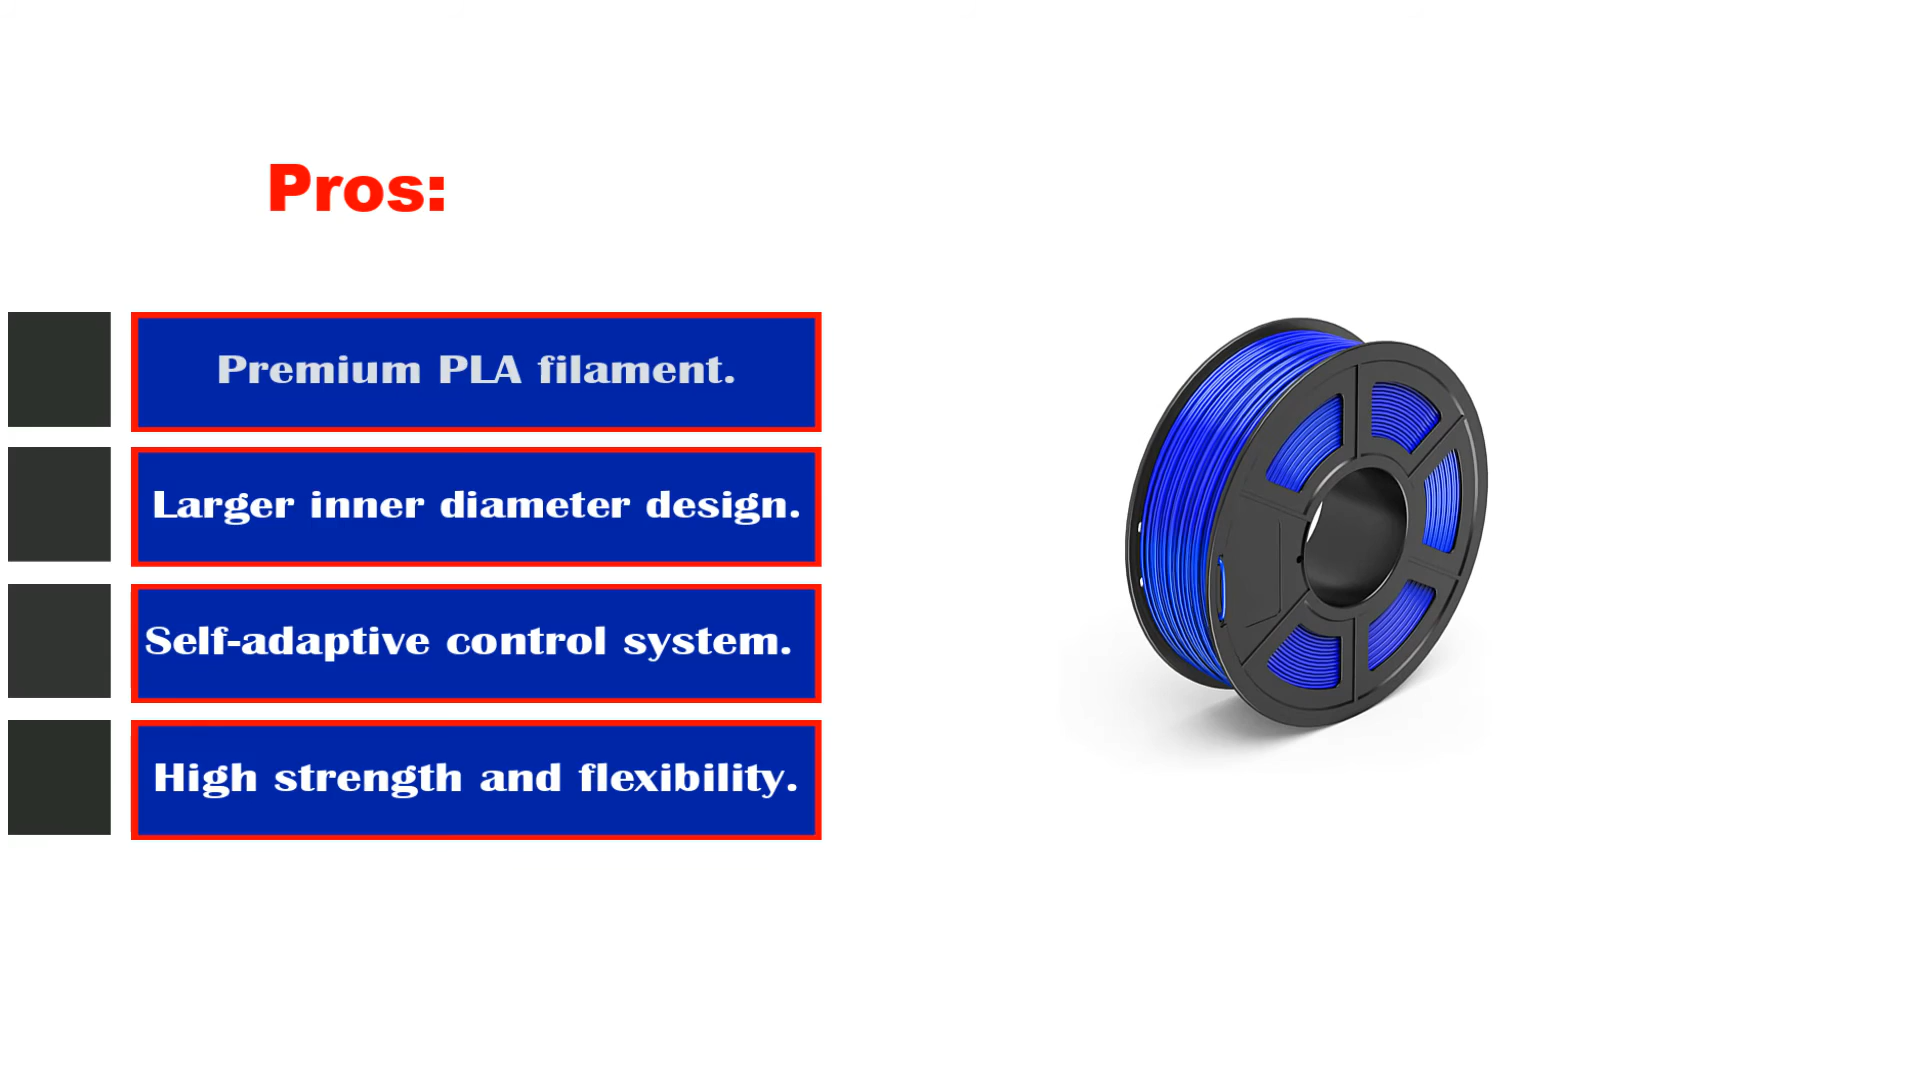 Pros:
Premium PLA filament.
Larger inner diameter design.
Self-adaptive control system.
High strength and flexibility.